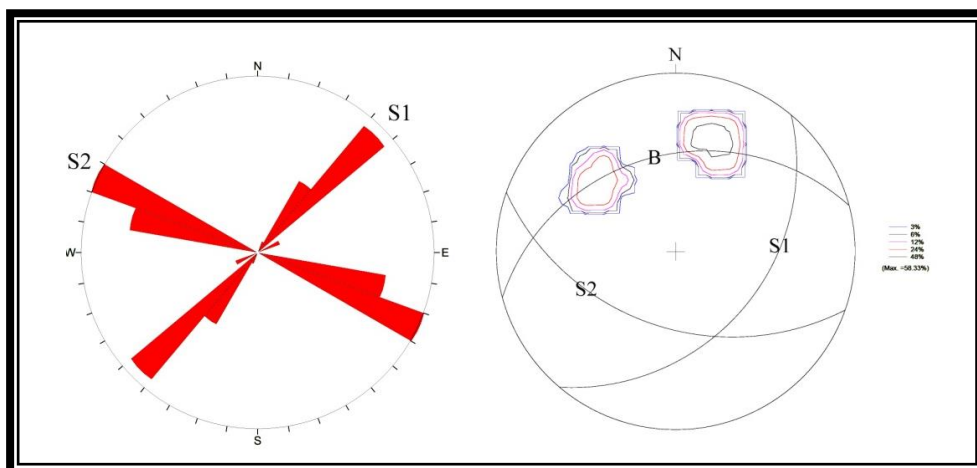 N
S1
S2
W
E
S
N
B
S1
S2
3%
6%
12%
24%
48%
(Max. =58.33%)